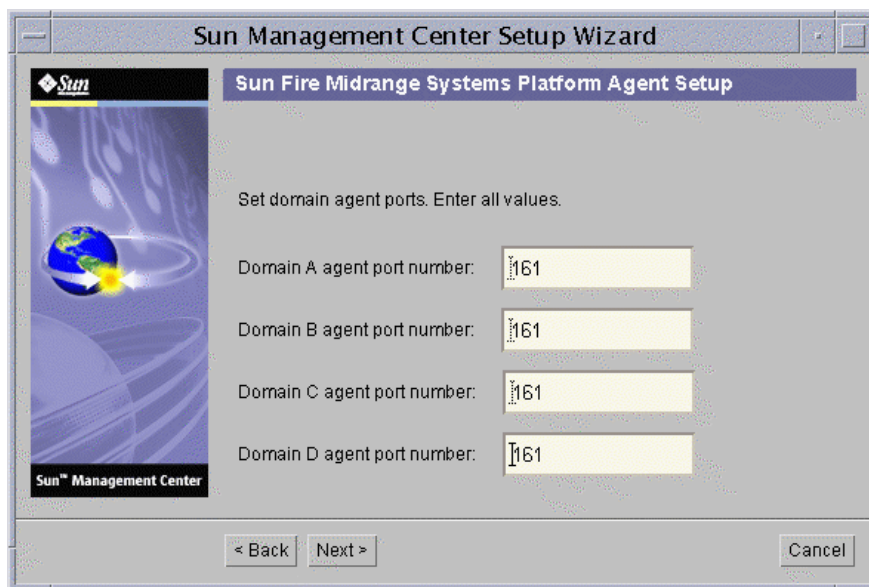 Sun Management Center Setup Wizard
Sun
Sun Fire Midrange Systems Platform Agent Setup
Set domain agent ports. Enter all values.
Domain A agent port number: 161
Domain B agent port number: 161
Domain C agent port number: 161
Domain D agent port number: 161
Sun™ Management Center
< Back Next > Cancel